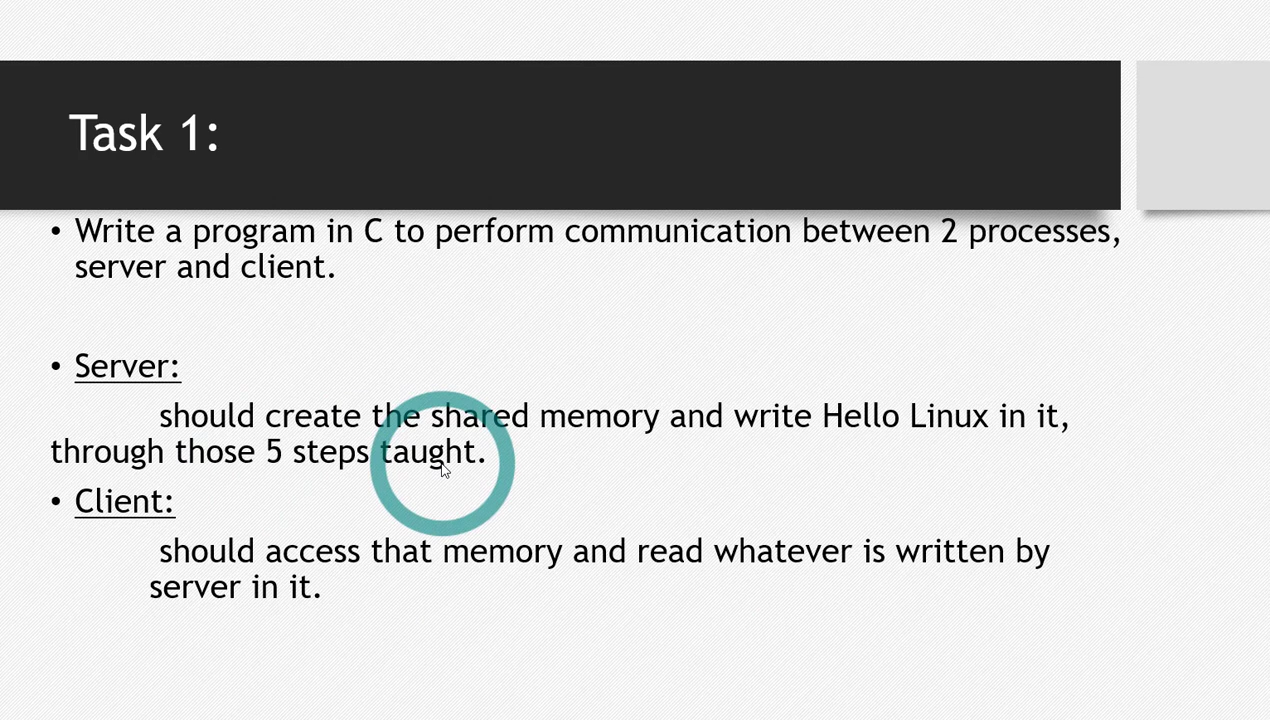 Task 1:
• Write a program in C to perform communication between 2 processes,
server and client.
• Server:
should create the shared memory and write Hello Linux in it,
through those 5 steps taught.
• Client:
should access that memory and read whatever is written by
server in it.